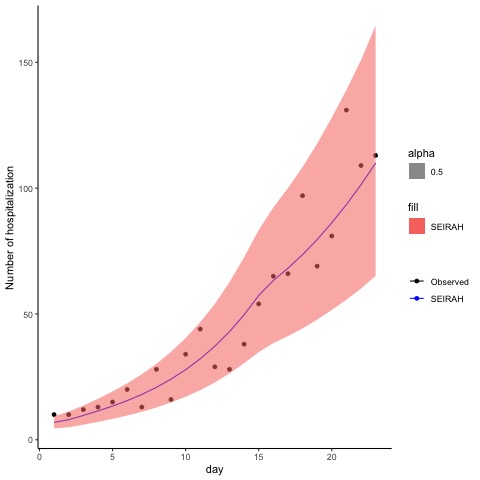 Number of hospitalization
150
100
50
0
0
5
10
15
20
day
alpha
0.5
fill
SEIRAH
Observed
SEIRAH